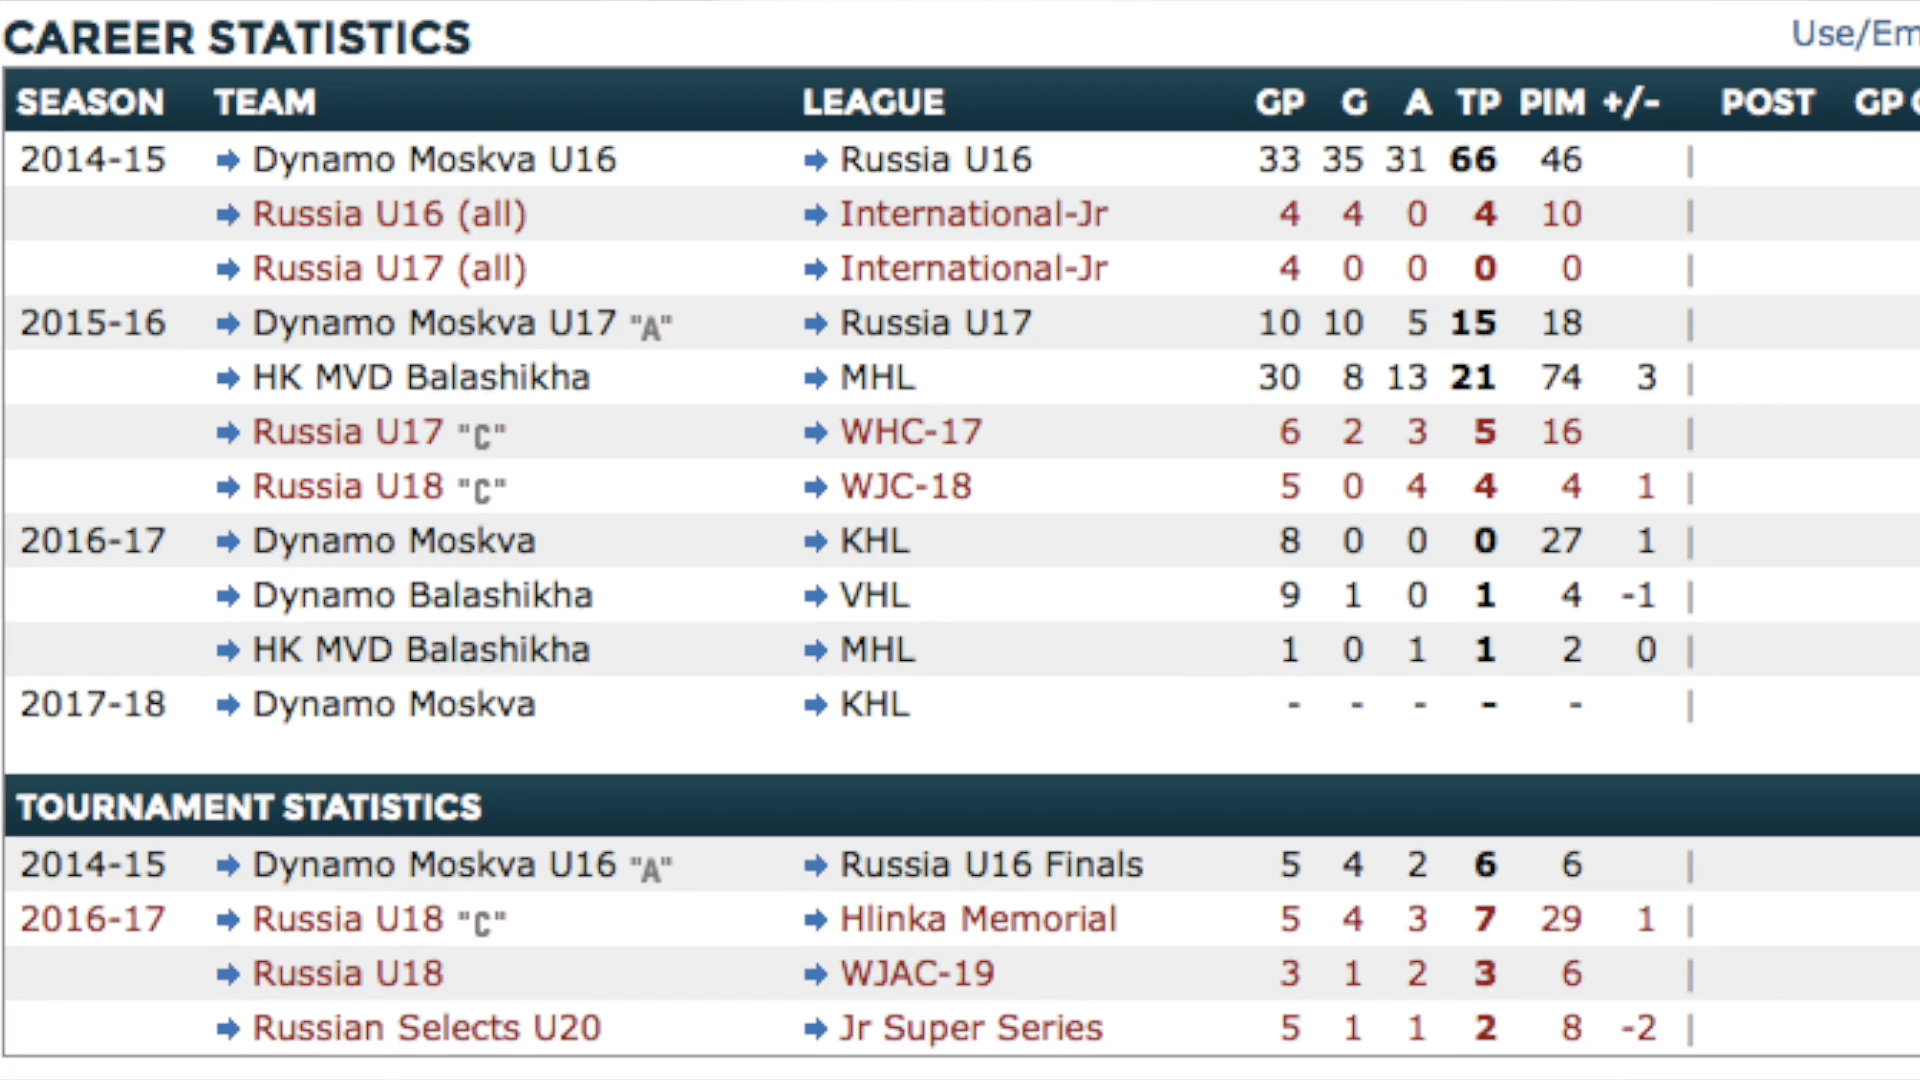 CAREER STATISTICS Use/Em
SEASON TEAM LEAGUE GP G A TP PIM +/- POST GP
2014-15 Dynamo Moskva U16 Russia U16 33 35 31 66 46 |
Russia U16 (all) International-Jr 4 4 0 4 10 |
Russia U17 (all) International-Jr 4 0 0 0 0 |
2015-16 Dynamo Moskva U17 "A" Russia U17 10 10 5 15 18 |
HK MVD Balashikha MHL 30 8 13 21 74 3 |
Russia U17 "C" WHC-17 6 2 3 5 16 |
Russia U18 "C" WJC-18 5 0 4 4 4 1 |
2016-17 Dynamo Moskva KHL 8 0 0 0 27 1 |
Dynamo Balashikha VHL 9 1 0 1 4 -1 |
HK MVD Balashikha MHL 1 0 1 1 2 0 |
2017-18 Dynamo Moskva KHL - - - - - |
TOURNAMENT STATISTICS
2014-15 Dynamo Moskva U16 "A" Russia U16 Finals 5 4 2 6 6 |
2016-17 Russia U18 "C" Hlinka Memorial 5 4 3 7 29 1 |
Russia U18 WJAC-19 3 1 2 3 6 |
Russian Selects U20 Jr Super Series 5 1 1 2 8 -2 |